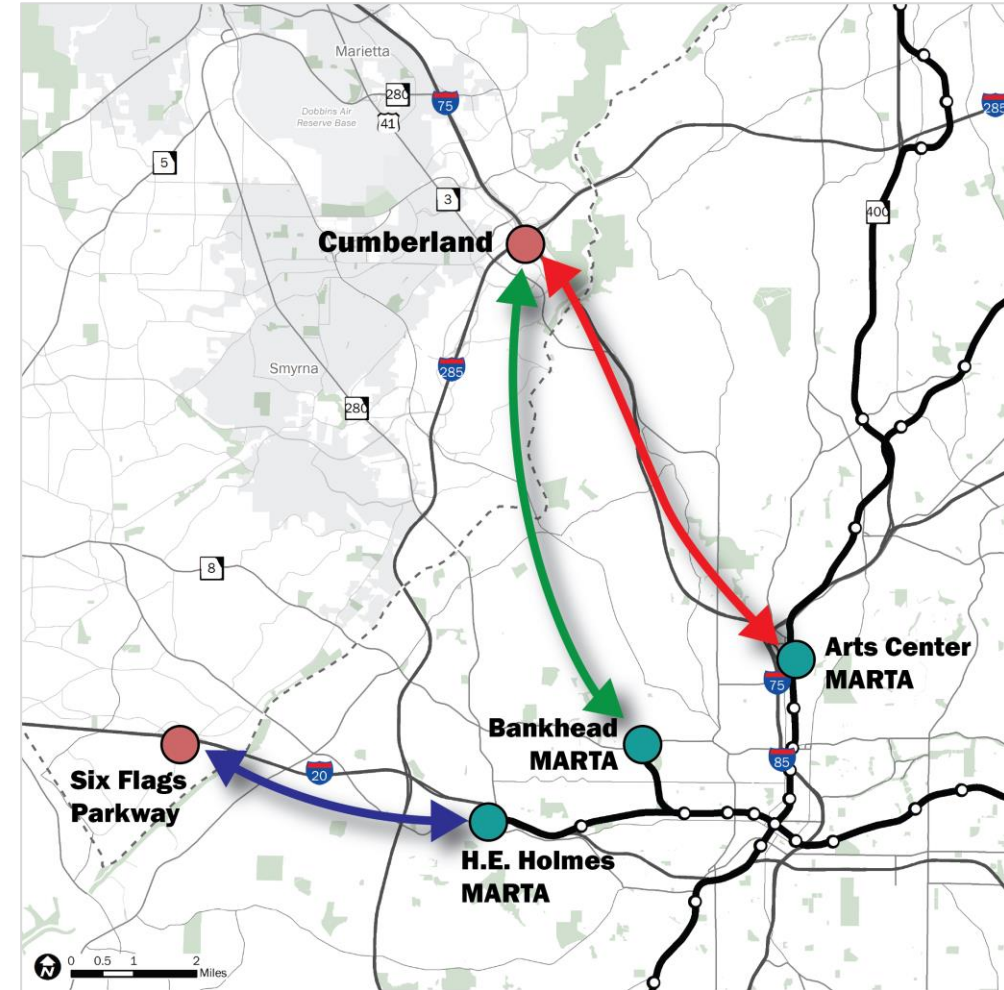 Marietta
280
75
Dobbins Air
Reserve Base
41
285
5
3
400
Cumberland
285
Smyrna
280
8
Arts Center
MARTA
75
Bankhead
MARTA
85
Six Flags
Parkway
20
H.E. Holmes
MARTA
N
0 0.5 1 2
Miles